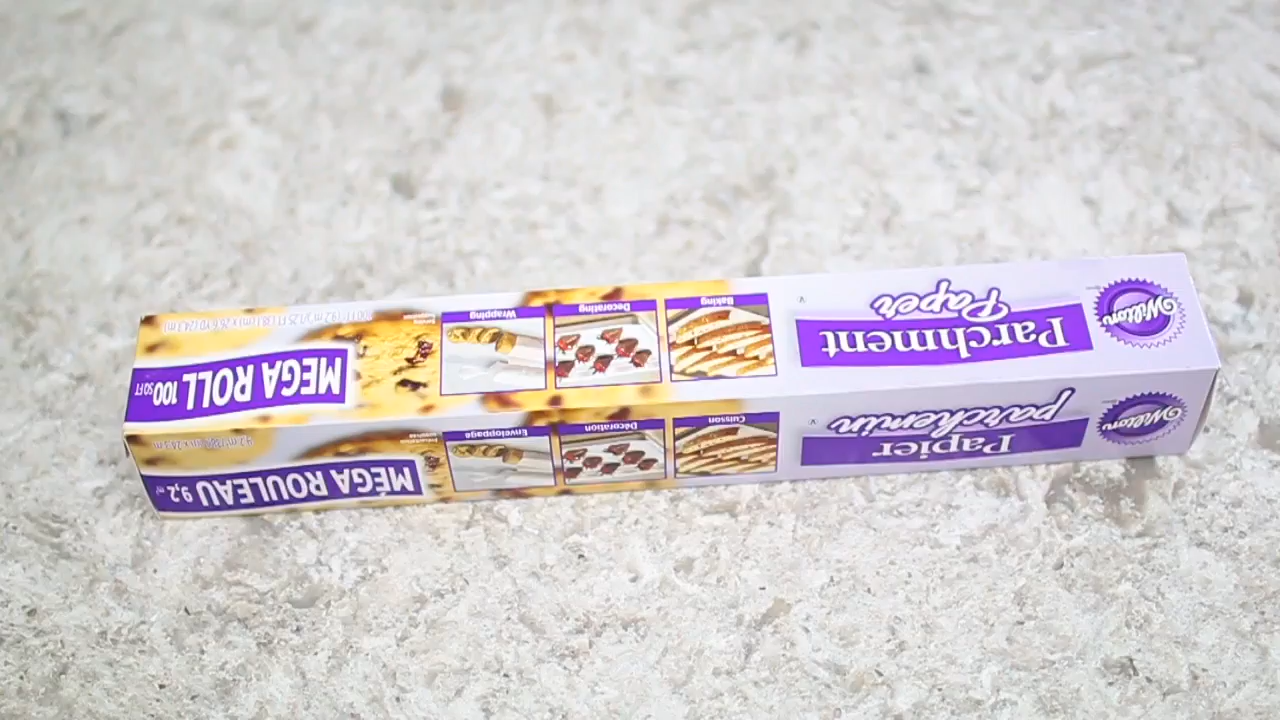 Wilton
Parchment
Paper
Baking
Decorating
Wrapping
MEGA ROLL 100 SQ FT
Wilton
Papier
parchemin
Cuisson
Décoration
Enveloppage
MÉGA ROULEAU 9,2 m²